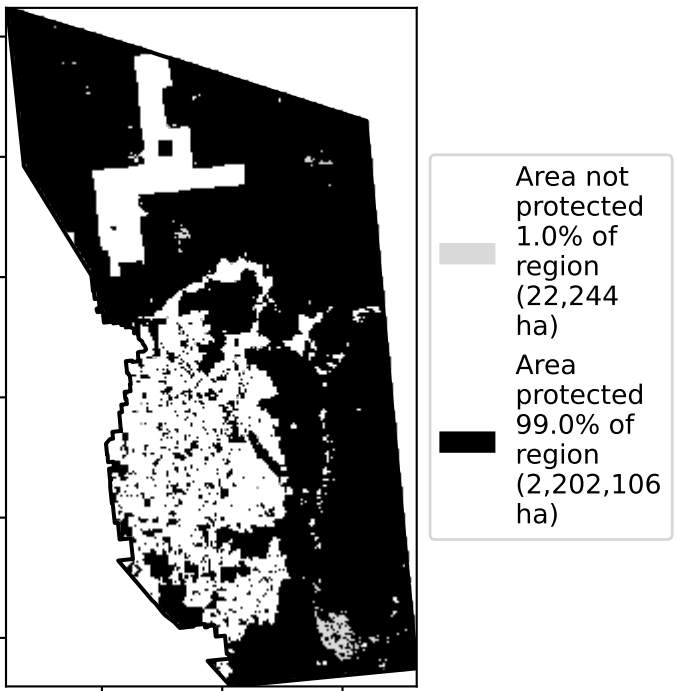 Area not
protected
1.0% of
region
(22,244
ha)
Area
protected
99.0% of
region
(2,202,106
ha)